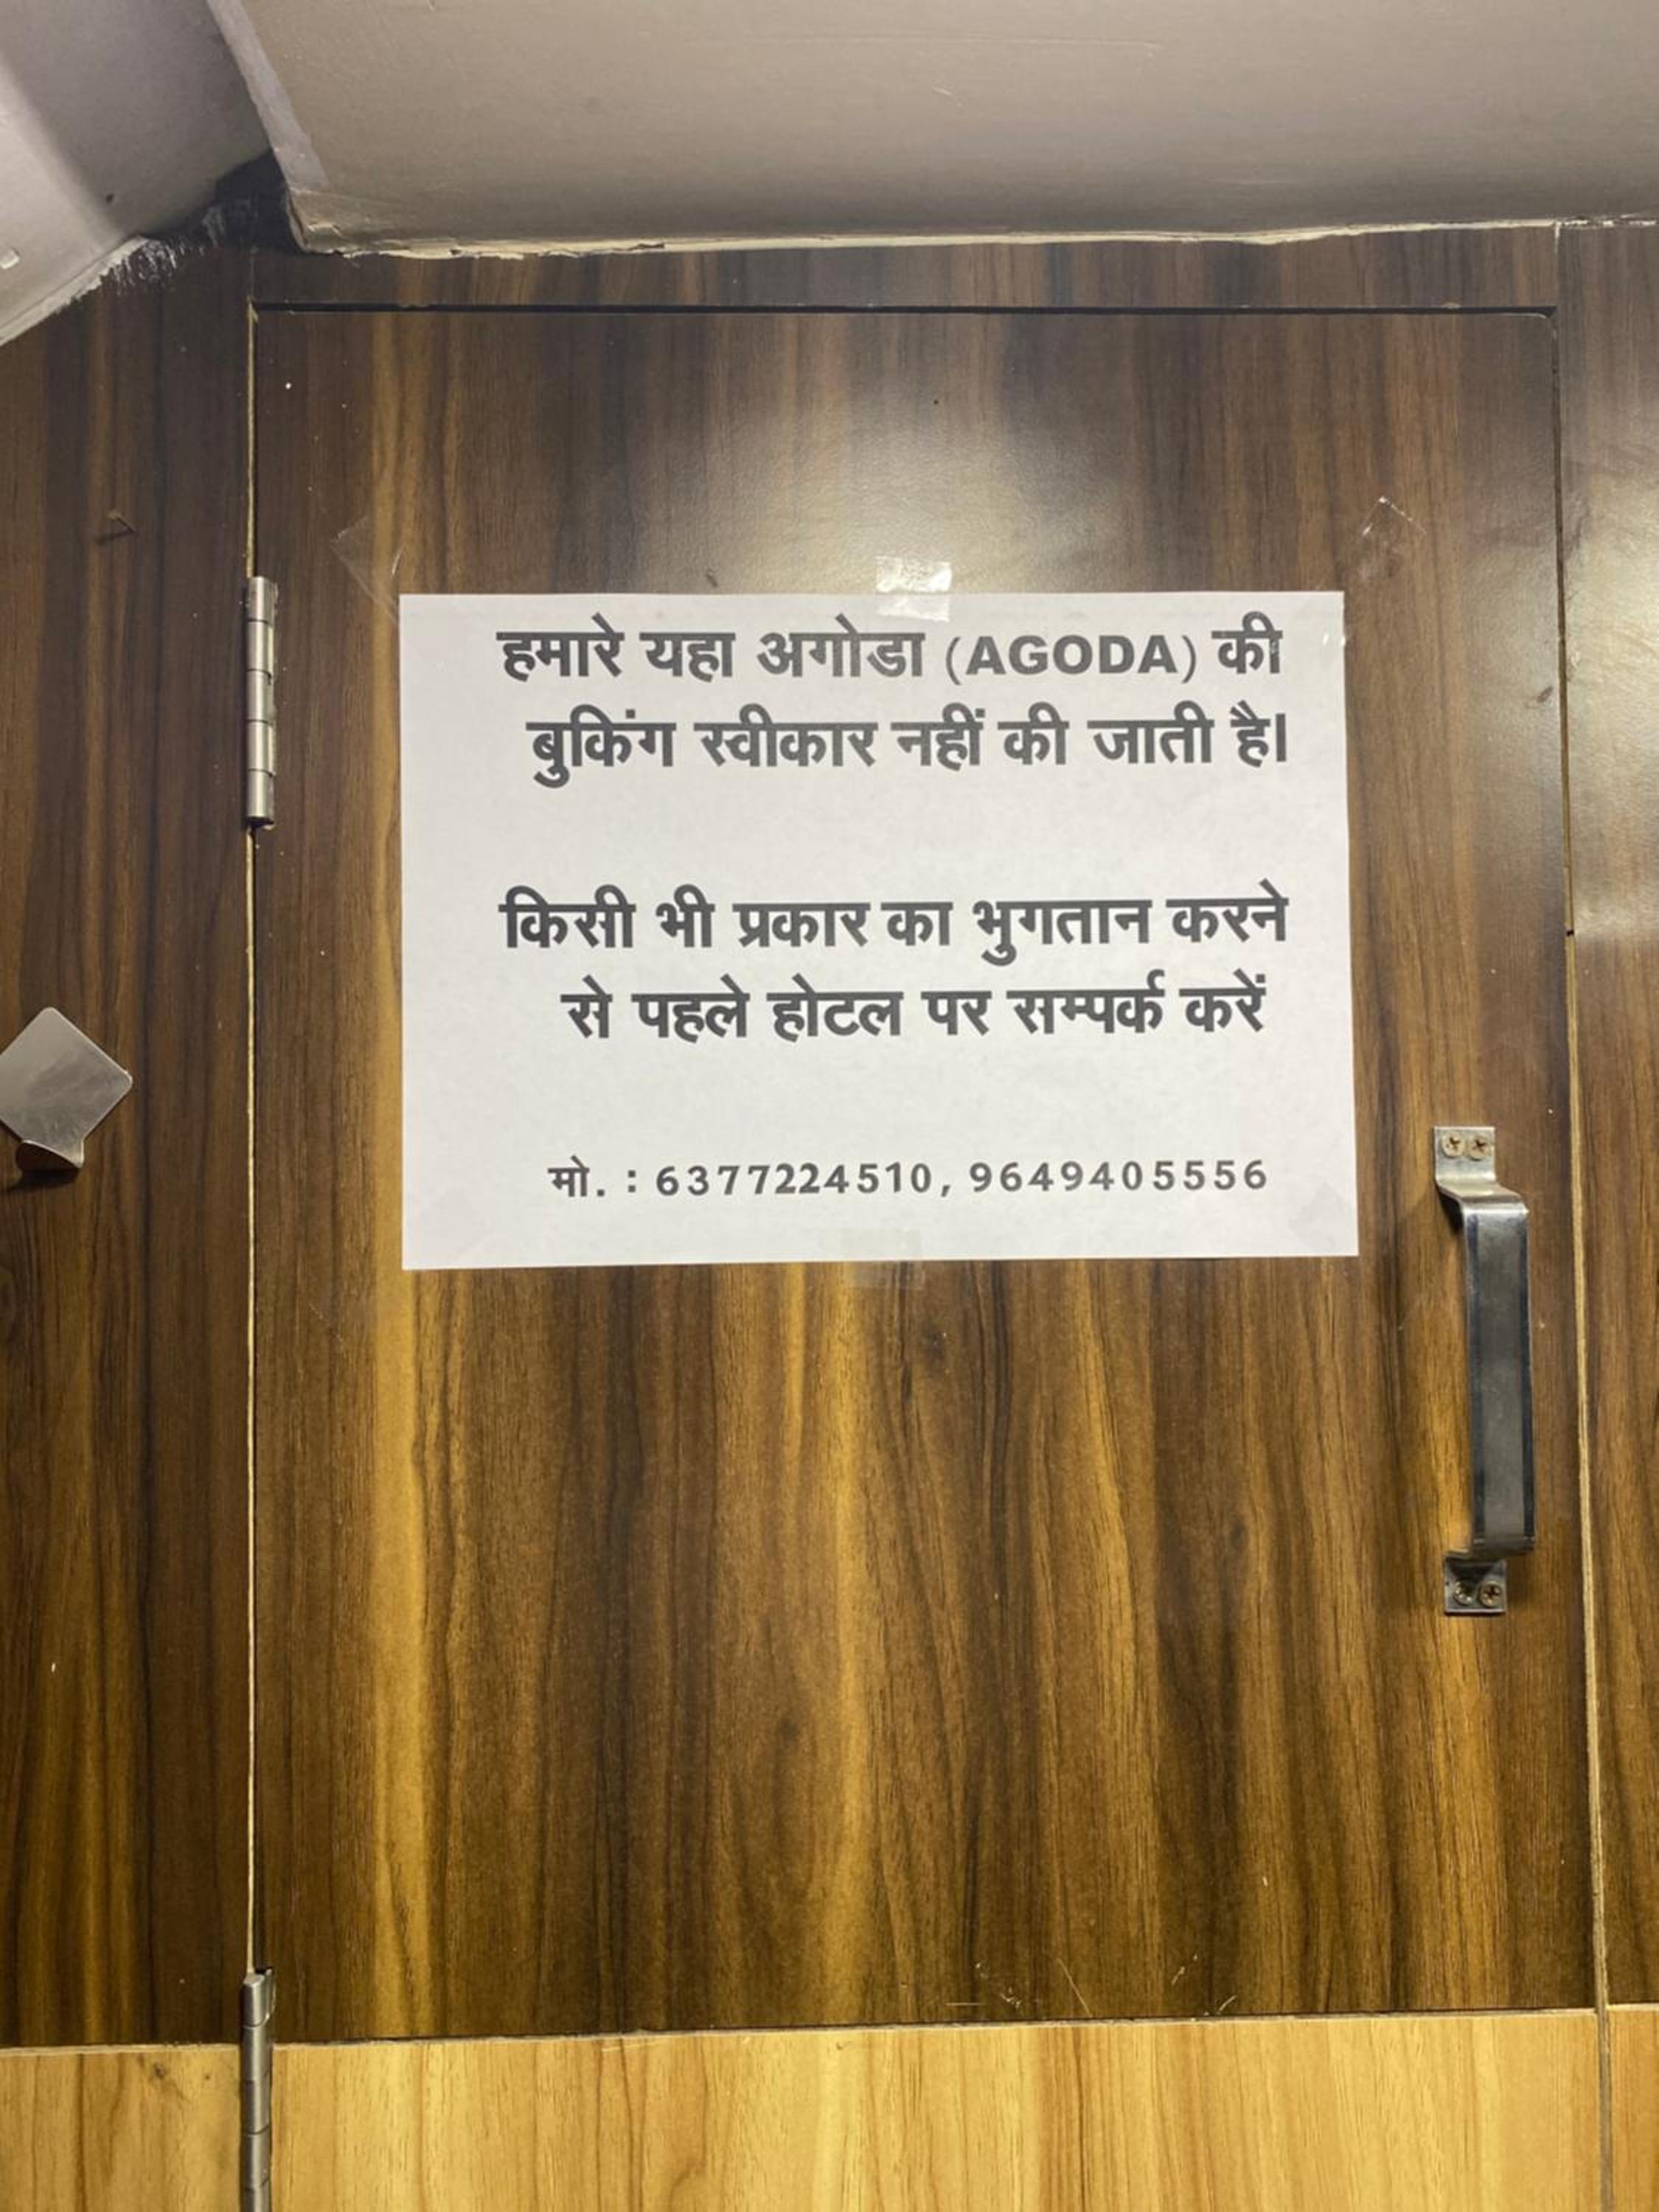 हमारे यहा अगोडा (AGODA) की
बुकिंग स्वीकार नहीं की जाती है।
किसी भी प्रकार का भुगतान करने
से पहले होटल पर सम्पर्क करें
मो. : 6377224510, 9649405556